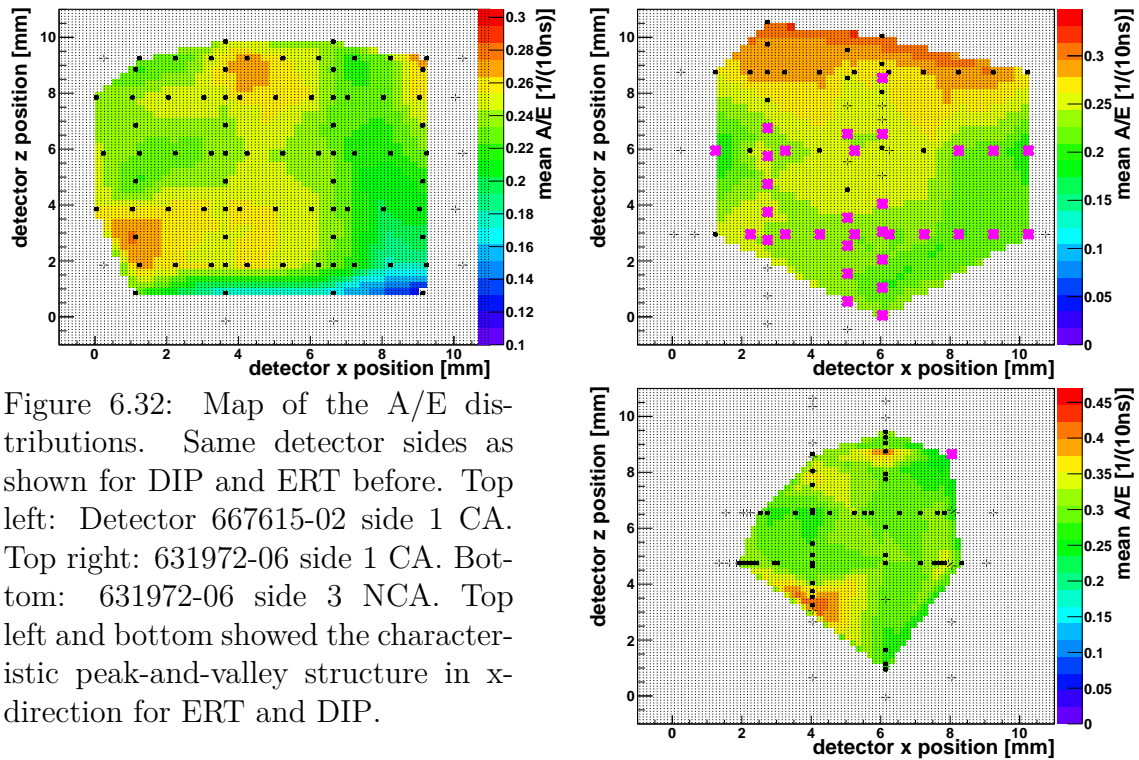 detector z position [mm]
10
8
6
4
2
0
0 2 4 6 8 10
detector x position [mm]
0.3
0.28
0.26
0.24
0.22
0.2
0.18
0.16
0.14
0.12
0.1
mean A/E [1/(10ns)]
detector z position [mm]
10
8
6
4
2
0
0 2 4 6 8 10
detector x position [mm]
0.3
0.25
0.2
0.15
0.1
0.05
0
mean A/E [1/(10ns)]
Figure 6.32: Map of the A/E dis-
tributions. Same detector sides as
shown for DIP and ERT before. Top
left: Detector 667615-02 side 1 CA.
Top right: 631972-06 side 1 CA. Bot-
tom: 631972-06 side 3 NCA. Top
left and bottom showed the character-
istic peak-and-valley structure in x-
direction for ERT and DIP.
detector z position [mm]
10
8
6
4
2
0
0 2 4 6 8 10
detector x position [mm]
0.45
0.4
0.35
0.3
0.25
0.2
0.15
0.1
0.05
0
mean A/E [1/(10ns)]